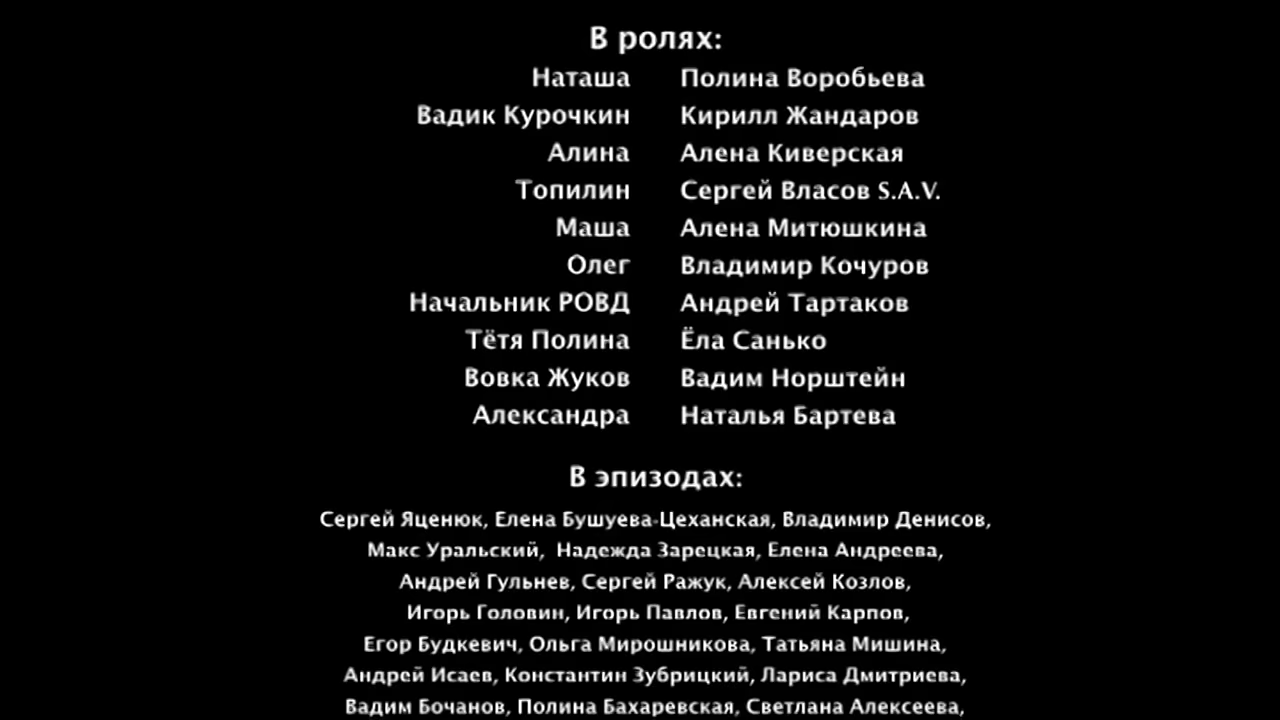 В ролях:
Наташа Полина Воробьева
Вадик Курочкин Кирилл Жандаров
Алина Алена Киверская
Топилин Сергей Власов S.A.V.
Маша Алена Митюшкина
Олег Владимир Кочуров
Начальник РОВД Андрей Тартаков
Тётя Полина Ёла Санько
Вовка Жуков Вадим Норштейн
Александра Наталья Бартева
В эпизодах:
Сергей Яценюк, Елена Бушуева-Цеханская, Владимир Денисов,
Макс Уральский, Надежда Зарецкая, Елена Андреева,
Андрей Гульнев, Сергей Ражук, Алексей Козлов,
Игорь Головин, Игорь Павлов, Евгений Карпов,
Егор Будкевич, Ольга Мирошникова, Татьяна Мишина,
Андрей Исаев, Константин Зубрицкий, Лариса Дмитриева,
Вадим Бочанов, Полина Бахаревская, Светлана Алексеева,